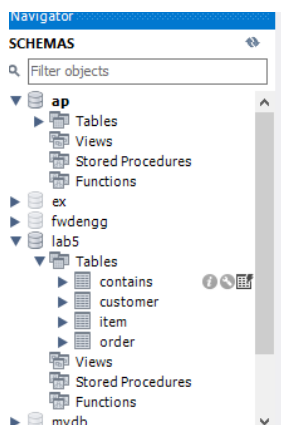 Navigator
SCHEMAS
Filter objects
ap
Tables
Views
Stored Procedures
Functions
ex
fwdengg
lab5
Tables
contains
customer
item
order
Views
Stored Procedures
Functions
mydb